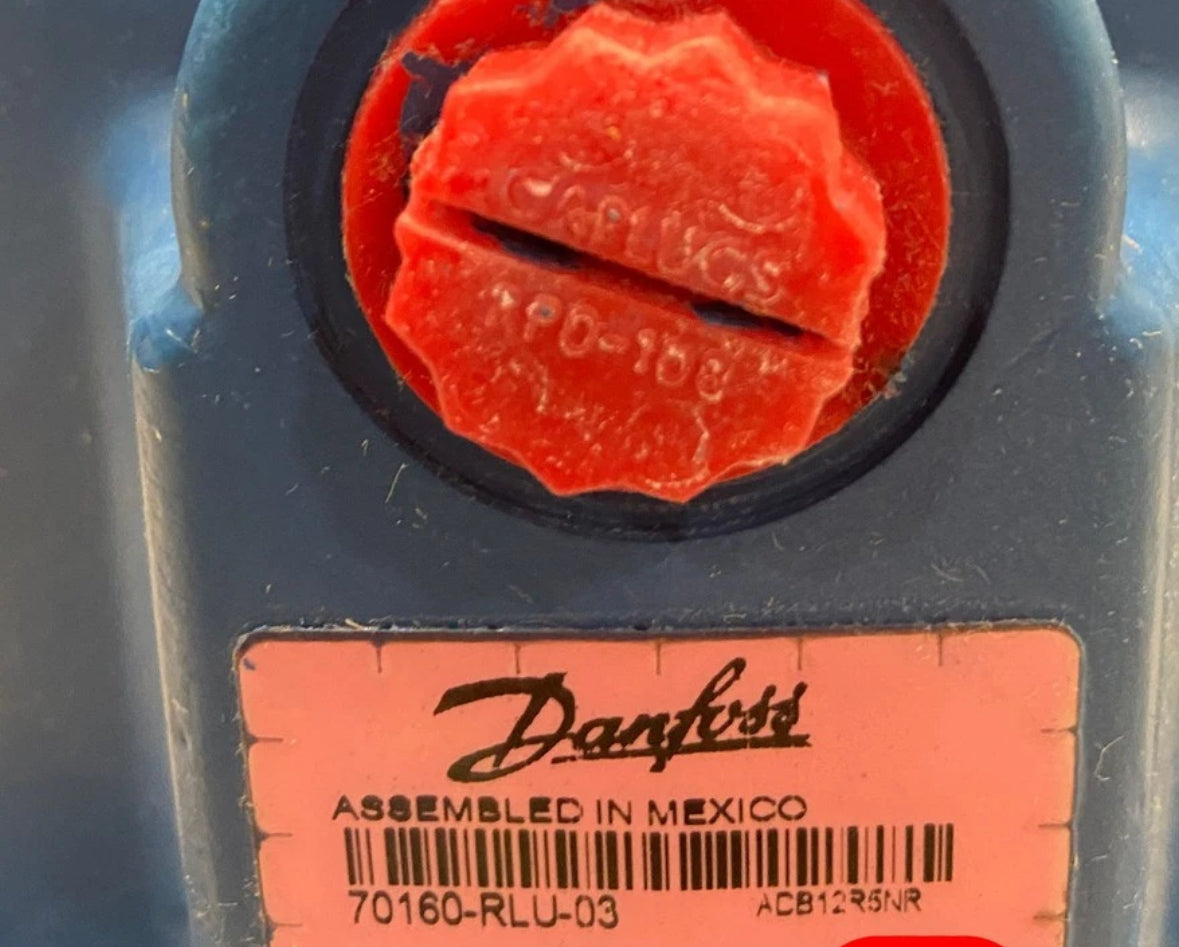 CAPLUGS
RPD-108
Danfoss
ASSEMBLED IN MEXICO
70160-RLU-03
ACB12R5NR